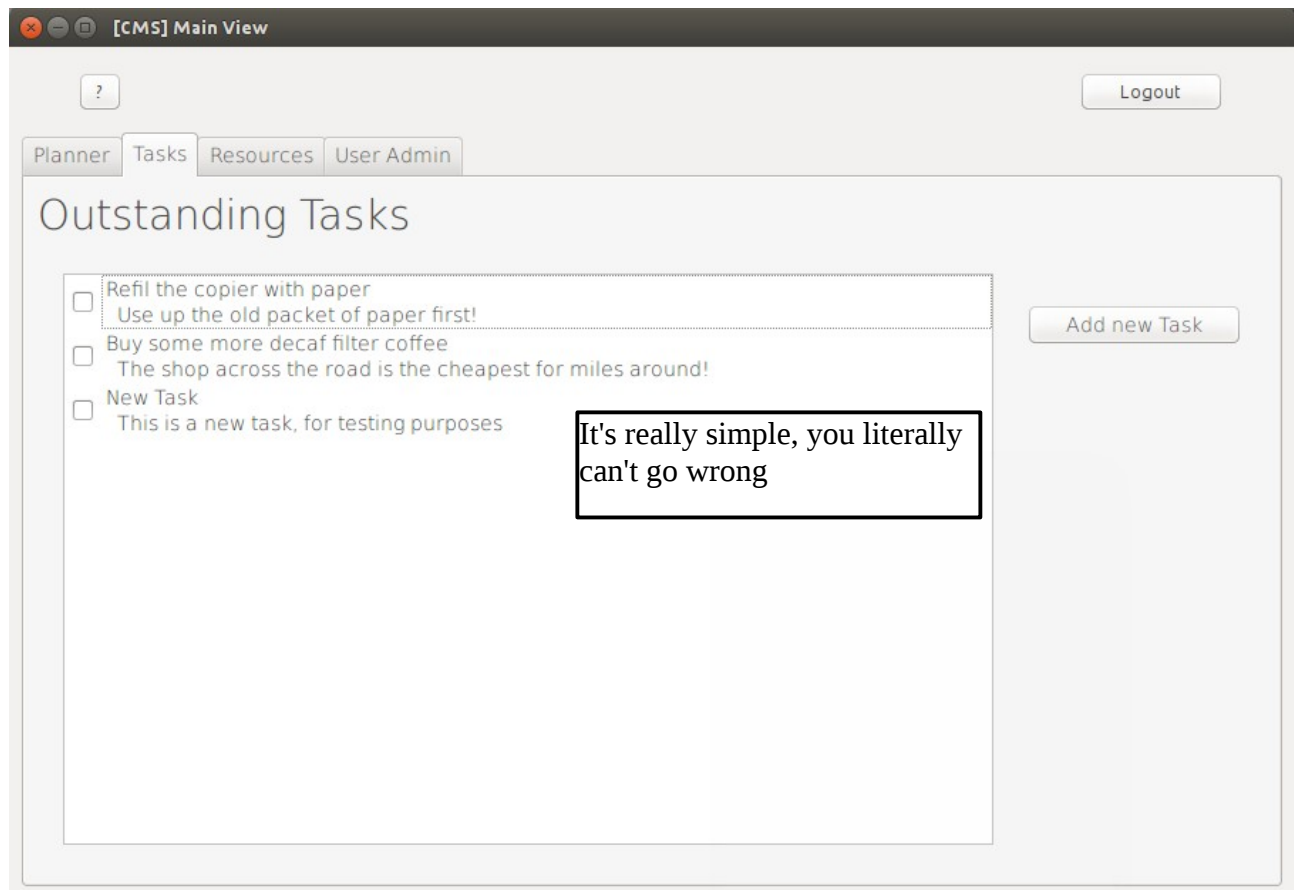 [CMS] Main View
?
Logout
Planner Tasks Resources User Admin
Outstanding Tasks
Refil the copier with paper
Use up the old packet of paper first!
Add new Task
Buy some more decaf filter coffee
The shop across the road is the cheapest for miles around!
New Task
This is a new task, for testing purposes
It's really simple, you literally
can't go wrong